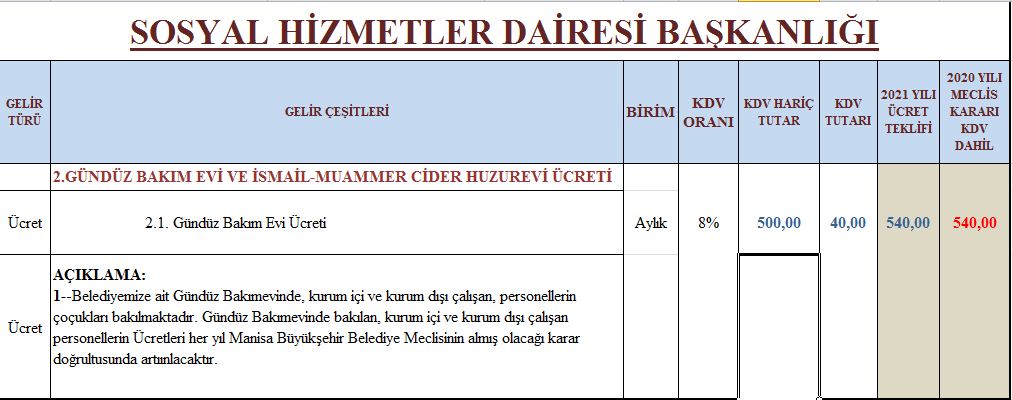 SOSYAL HİZMETLER DAİRESİ BAŞKANLIĞI
GELİR TÜRÜ
GELİR ÇEŞİTLERİ
BİRİM
KDV ORANI
KDV HARİÇ TUTAR
KDV TUTARI
2021 YILI ÜCRET TEKLİFİ
2020 YILI MECLİS KARARI KDV DAHİL
2.GÜNDÜZ BAKIM EVİ VE İSMAİL-MUAMMER CİDER HUZUREVİ ÜCRETİ
Ücret 2.1. Gündüz Bakım Evi Ücreti Aylık 8% 500,00 40,00 540,00 540,00
Ücret
AÇIKLAMA:
1--Belediyemize ait Gündüz Bakımevinde, kurum içi ve kurum dışı çalışan, personellerin
çoçukları bakılmaktadır. Gündüz Bakımevinde bakılan, kurum içi ve kurum dışı çalışan
personellerin Ücretleri her yıl Manisa Büyükşehir Belediye Meclisinin almış olacağı karar
doğrultusunda artırılacaktır.